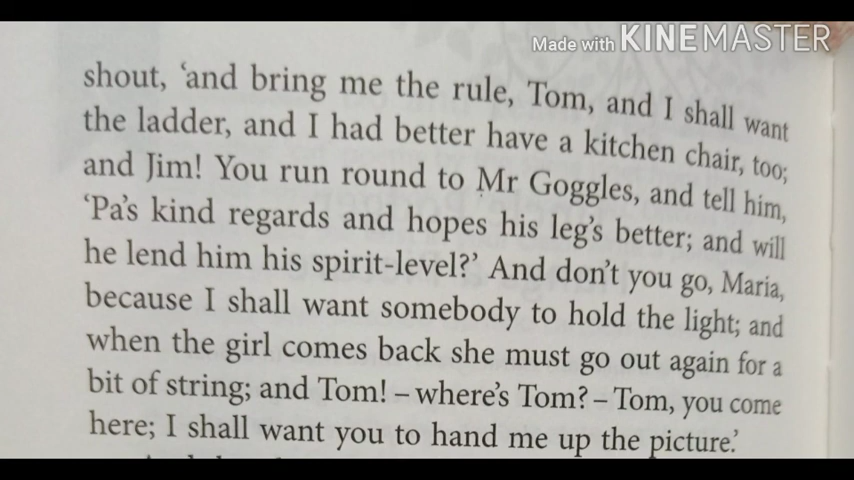 Made with KINEMASTER
shout, ‘and bring me the rule, Tom, and I shall want
the ladder, and I had better have a kitchen chair, too;
and Jim! You run round to Mr Goggles, and tell him,
‘Pa’s kind regards and hopes his leg’s better; and will
he lend him his spirit-level?’ And don’t you go, Maria,
because I shall want somebody to hold the light; and
when the girl comes back she must go out again for a
bit of string; and Tom! – where’s Tom? – Tom, you come
here; I shall want you to hand me up the picture.’